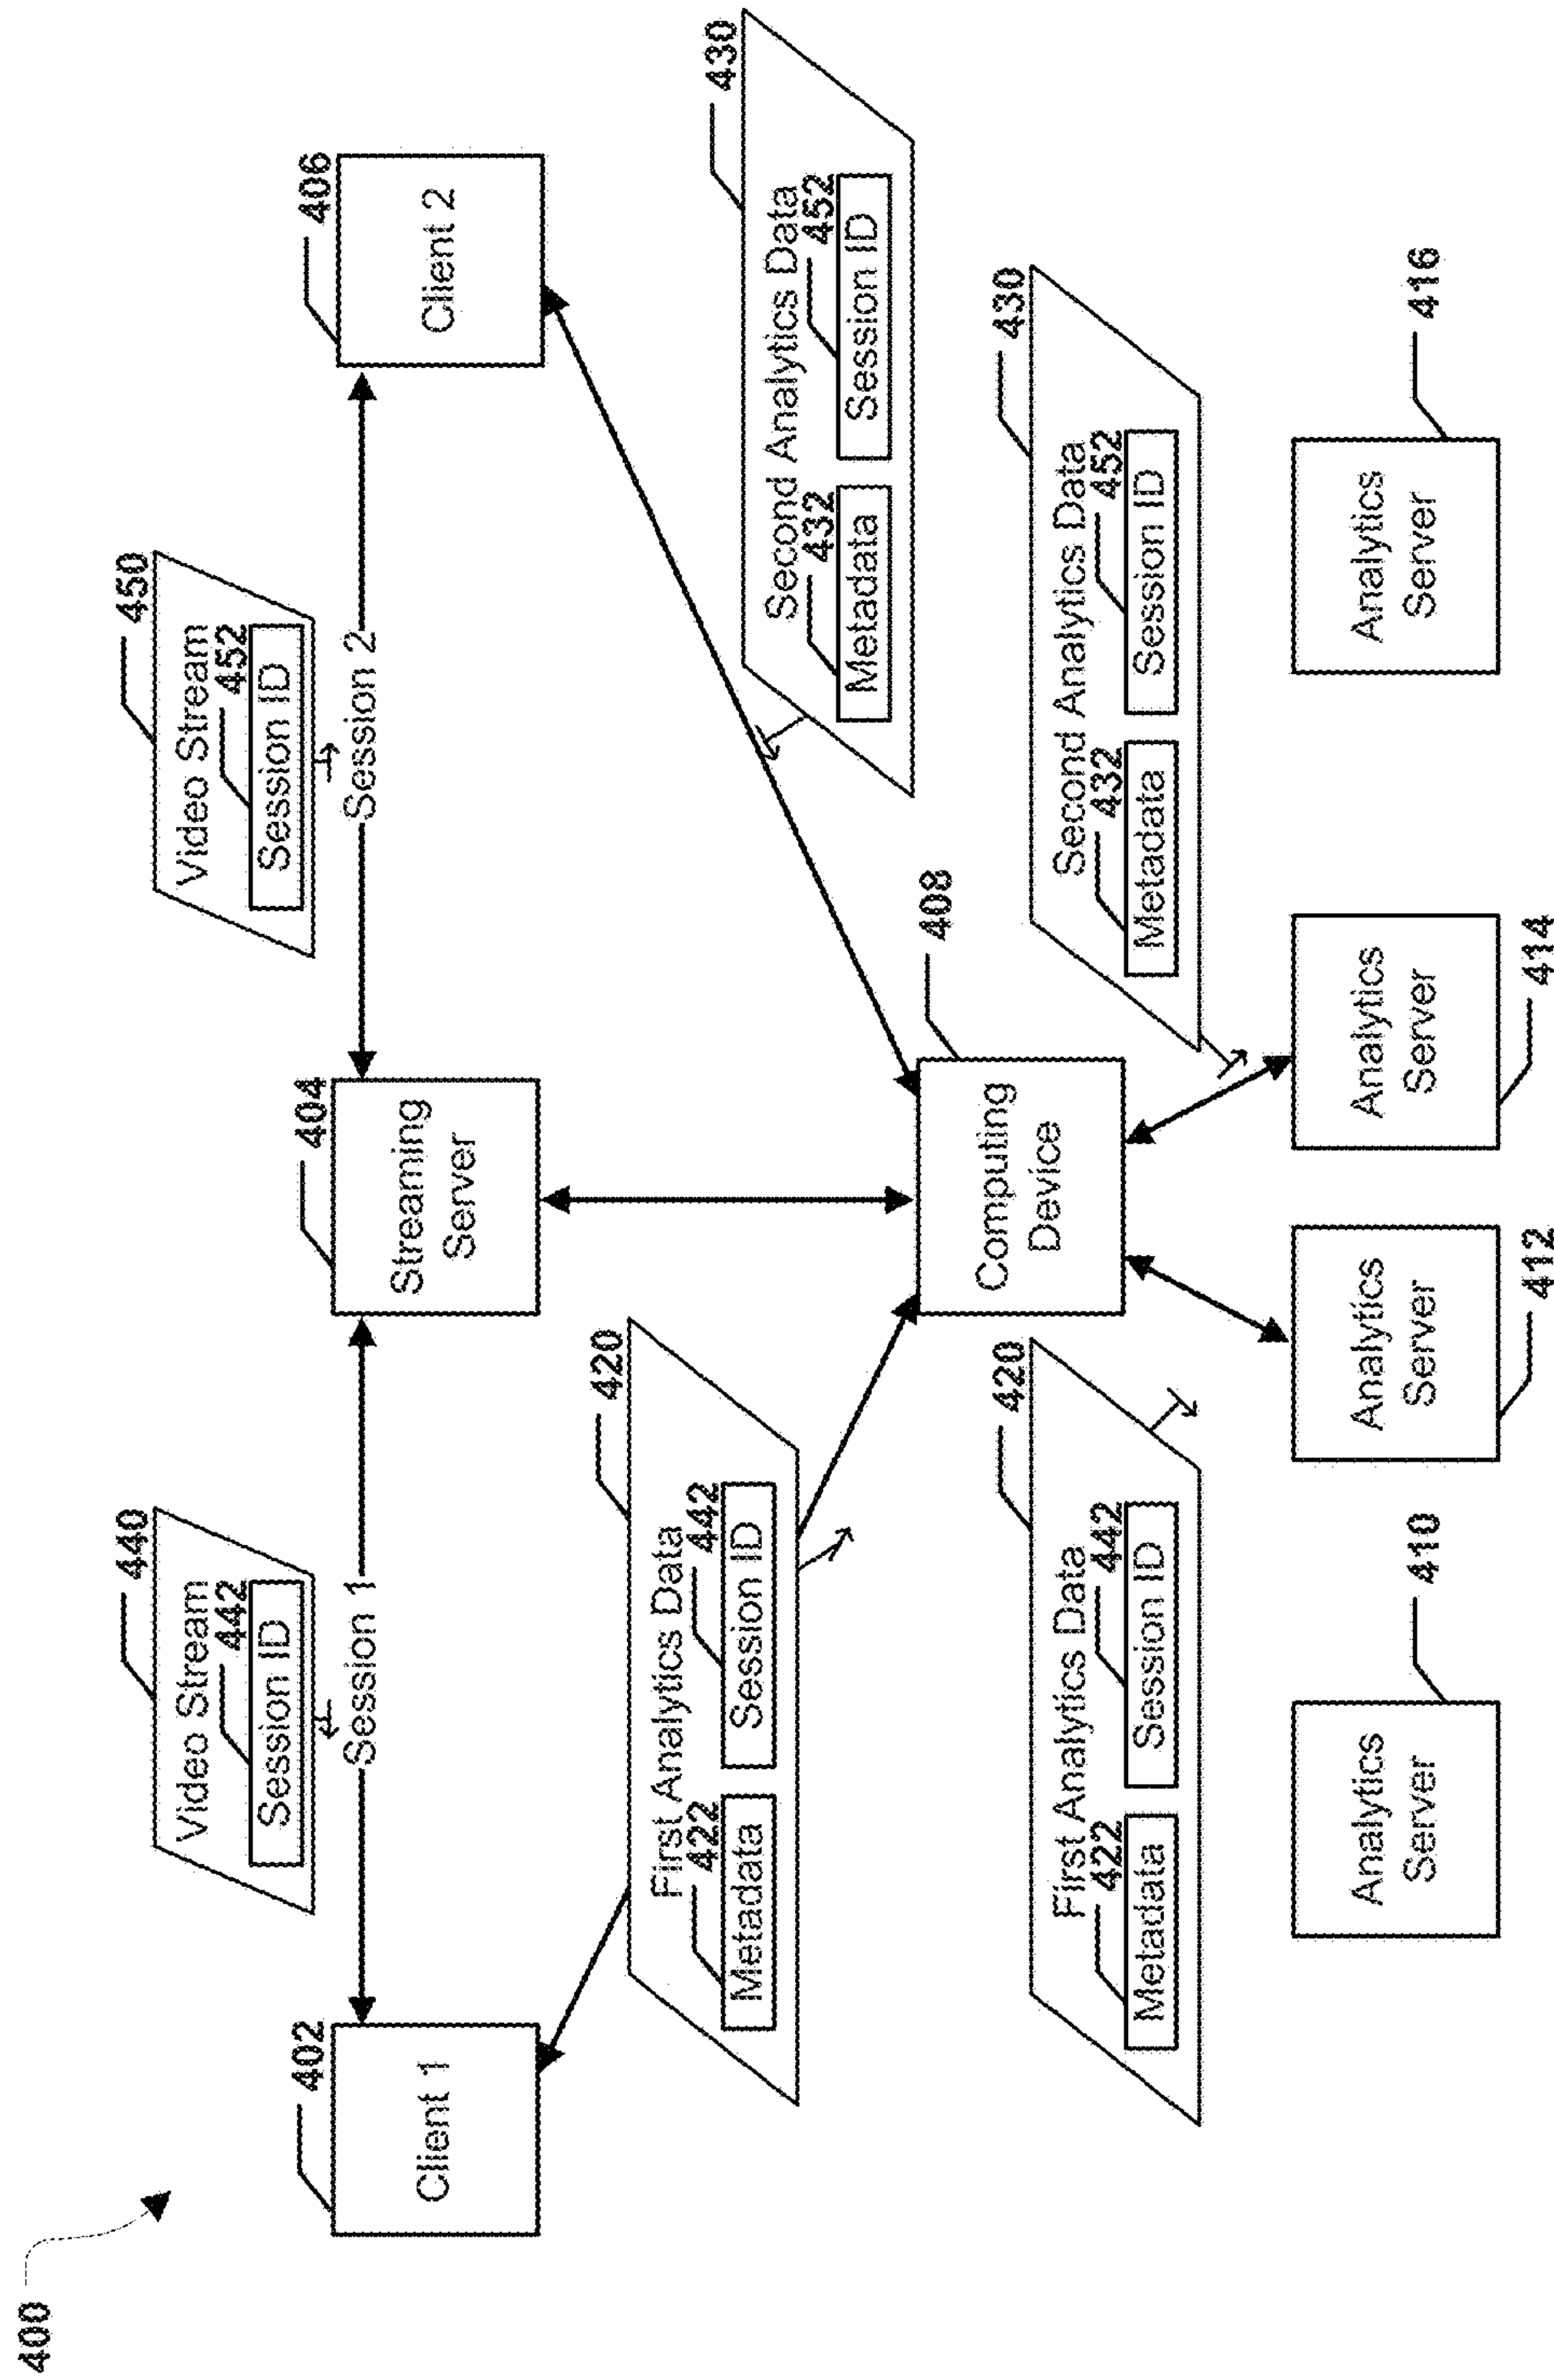 400
440
Video Stream
442
Session ID
Session 1
450
Video Stream
452
Session ID
Session 2
402
Client 1
404
Streaming
Server
406
Client 2
420
First Analytics Data
422
442
Metadata
Session ID
430
Second Analytics Data
432
452
Metadata
Session ID
408
Computing
Device
420
First Analytics Data
422
442
Metadata
Session ID
430
Second Analytics Data
432
452
Metadata
Session ID
410
Analytics
Server
Analytics
Server
412
Analytics
Server
414
416
Analytics
Server